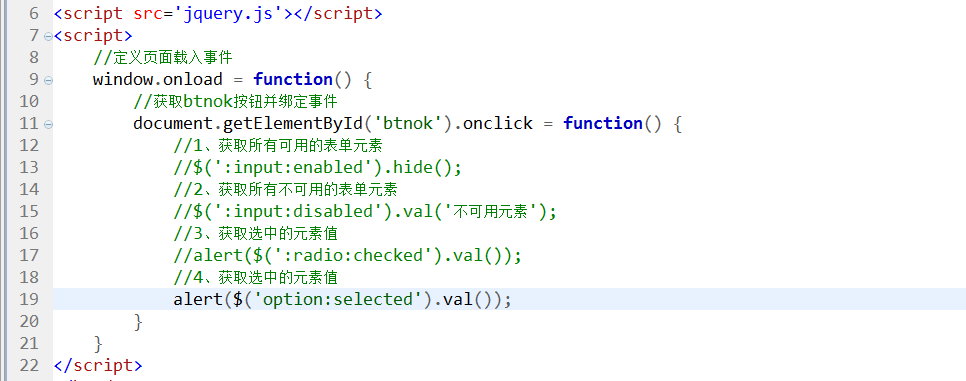 6 <script src='jquery.js'></script>
7 <script>
8 //定义页面载入事件
9 window.onload = function() {
10 //获取btnok按钮并绑定事件
11 document.getElementById('btnok').onclick = function() {
12 //1、获取所有可用的表单元素
13 //$(':input:enabled').hide();
14 //2、获取所有不可用的表单元素
15 //$(':input:disabled').val('不可用元素');
16 //3、获取选中的元素值
17 //alert($(':radio:checked').val());
18 //4、获取选中的元素值
19 alert($('option:selected').val());
20 }
21 }
22 </script>